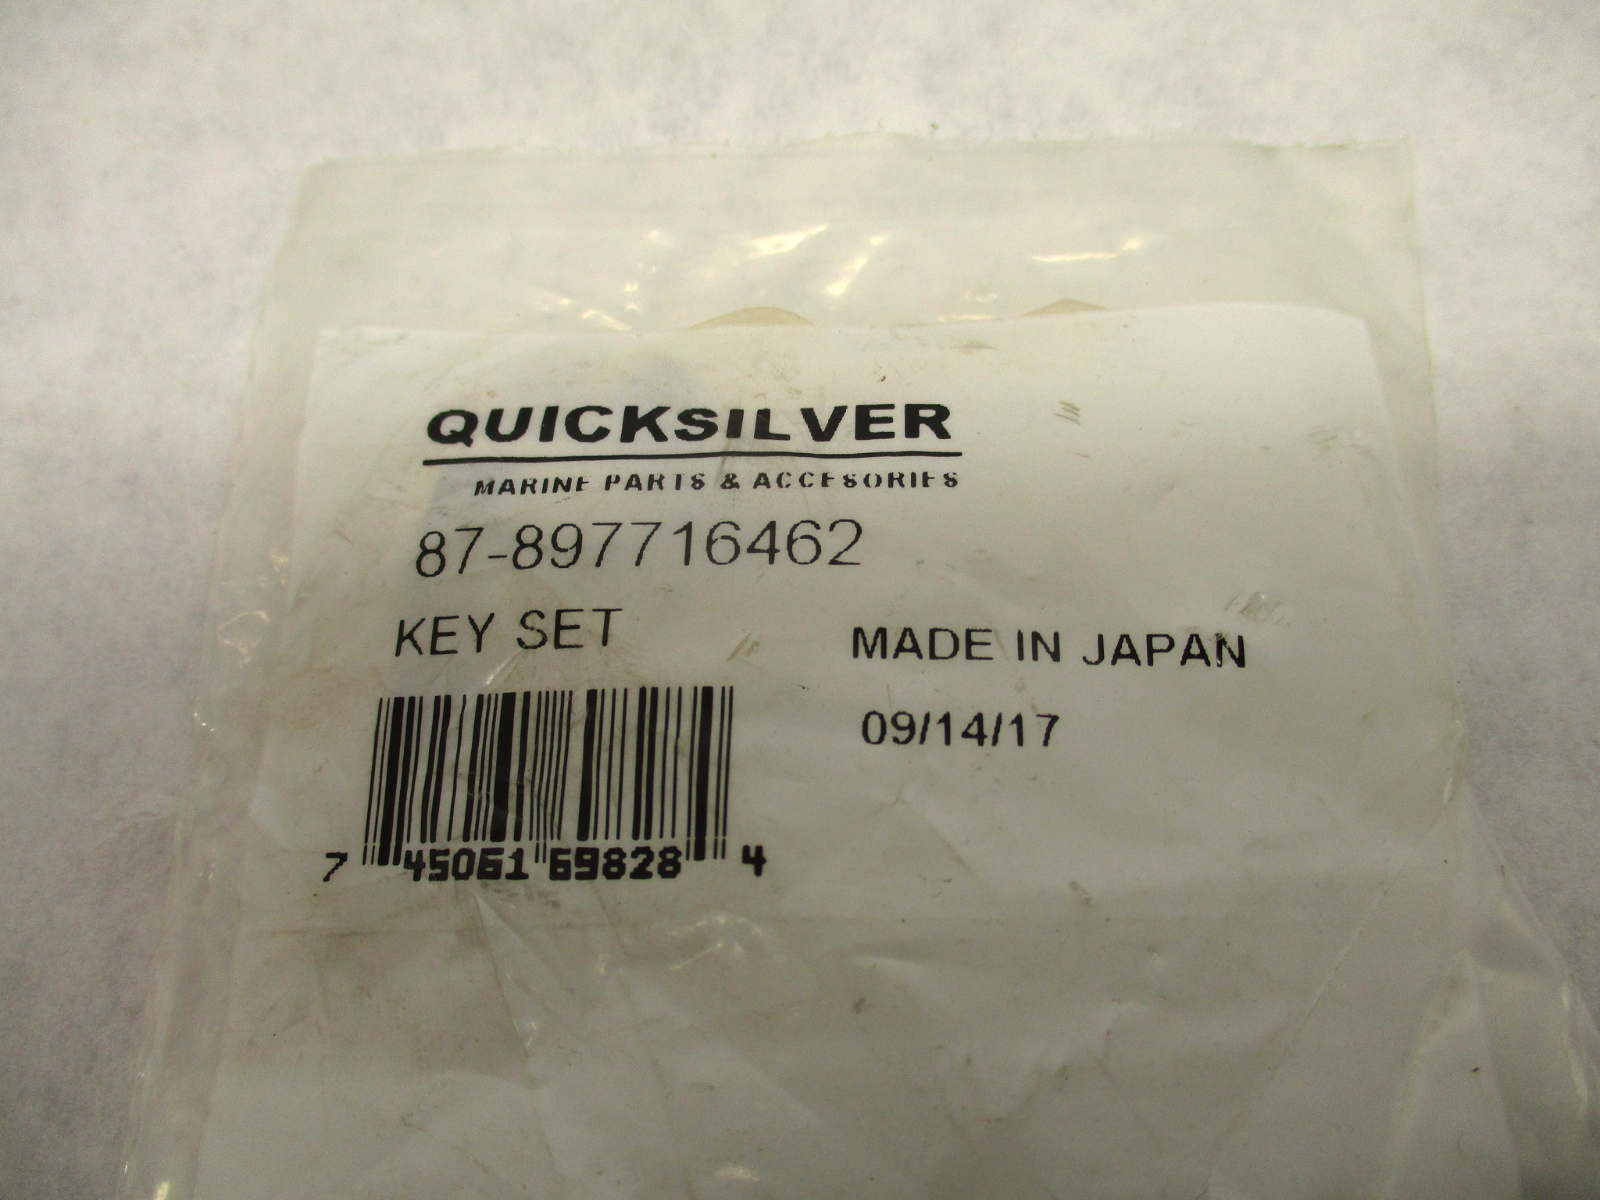 QUICKSILVER
MARINE PARTS & ACCESORIES
87-897716462
KEY SET
MADE IN JAPAN
09/14/17
7 45061 69828 4